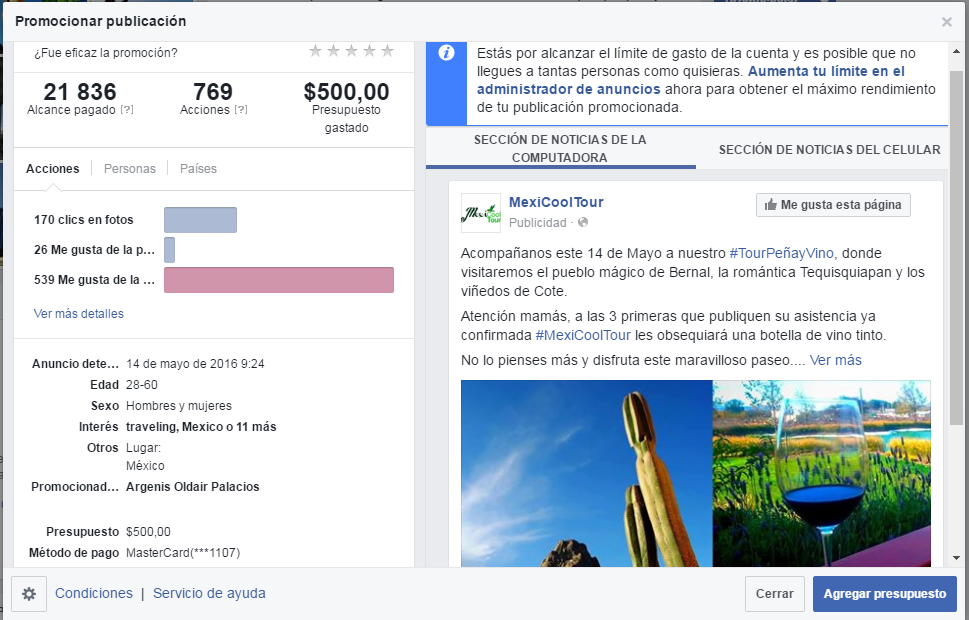 Promocionar publicación
×
¿Fue eficaz la promoción?
21 836
Alcance pagado [?]
769
Acciones [?]
$500,00
Presupuesto
gastado
Acciones
Personas
Países
170 clics en fotos
26 Me gusta de la p...
539 Me gusta de la ...
Ver más detalles
Anuncio dete... 14 de mayo de 2016 9:24
Edad 28-60
Sexo Hombres y mujeres
Interés traveling, Mexico o 11 más
Otros Lugar:
México
Promocionad... Argenis Oldair Palacios
Presupuesto $500,00
Método de pago MasterCard(***1107)
Estás por alcanzar el límite de gasto de la cuenta y es posible que no
llegues a tantas personas como quisieras. Aumenta tu límite en el
administrador de anuncios ahora para obtener el máximo rendimiento
de tu publicación promocionada.
SECCIÓN DE NOTICIAS DE LA
COMPUTADORA
SECCIÓN DE NOTICIAS DEL CELULAR
MexiCoolTour
MexiCoolTour
Publicidad ·
Me gusta esta página
Acompañanos este 14 de Mayo a nuestro #TourPeñayVino, donde
visitaremos el pueblo mágico de Bernal, la romántica Tequisquiapan y los
viñedos de Cote.
Atención mamás, a las 3 primeras que publiquen su asistencia ya
confirmada #MexiCoolTour les obsequiará una botella de vino tinto.
No lo pienses más y disfruta este maravilloso paseo.... Ver más
Condiciones | Servicio de ayuda
Cerrar
Agregar presupuesto